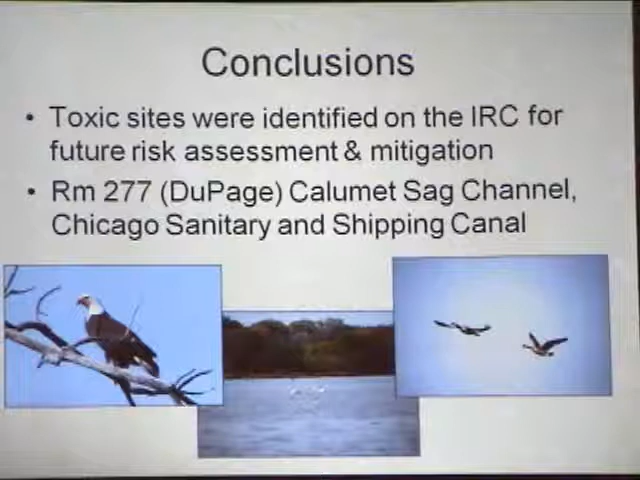 Conclusions
• Toxic sites were identified on the IRC for
future risk assessment & mitigation
• Rm 277 (DuPage) Calumet Sag Channel,
Chicago Sanitary and Shipping Canal